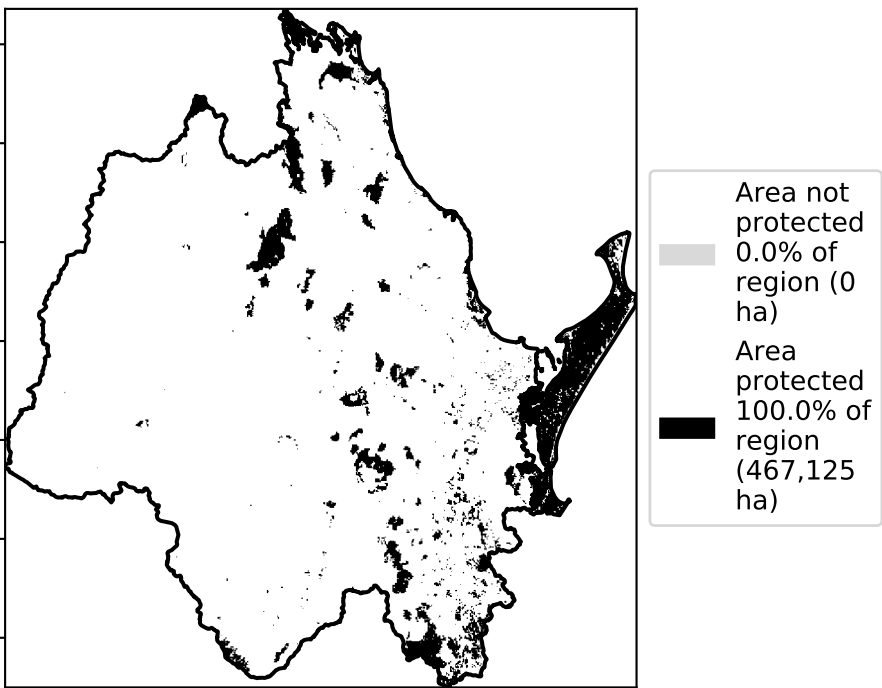 Area not
protected
0.0% of
region (0
ha)
Area
protected
100.0% of
region
(467,125
ha)